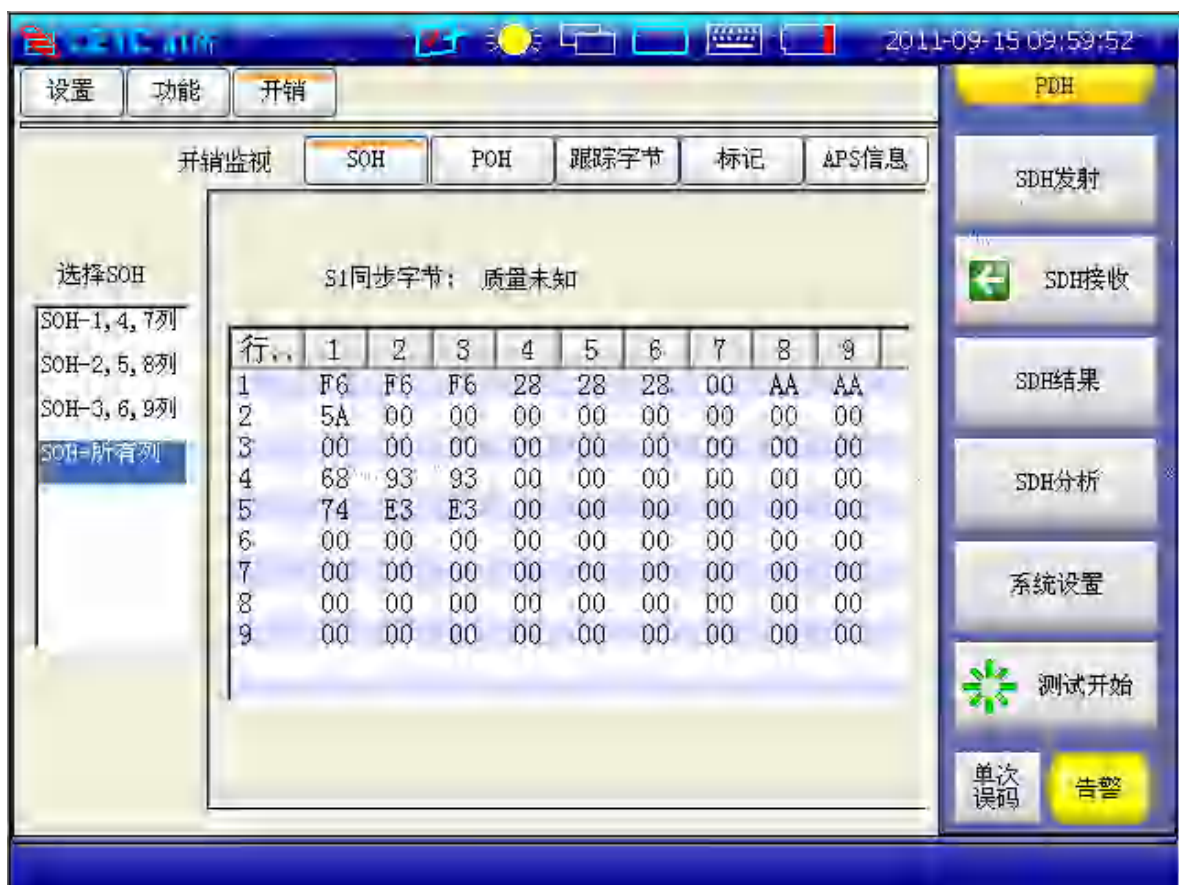 2011-09-15 09:59:52
设置 功能 开销
PDH
开销监视 SOH POH 跟踪字节 标记 APS信息
SDH发射
选择SOH
S1同步字节: 质量未知
SDH接收
SOH-1,4,7列
SOH-2,5,8列
SOH-3,6,9列
SOH-所有列
行.. 1 2 3 4 5 6 7 8 9
1 F6 F6 F6 28 28 28 00 AA AA
2 5A 00 00 00 00 00 00 00 00
3 00 00 00 00 00 00 00 00 00
4 68 93 93 00 00 00 00 00 00
5 74 E3 E3 00 00 00 00 00 00
6 00 00 00 00 00 00 00 00 00
7 00 00 00 00 00 00 00 00 00
8 00 00 00 00 00 00 00 00 00
9 00 00 00 00 00 00 00 00 00
SDH结果
SDH分析
系统设置
测试开始
单次
误码
告警